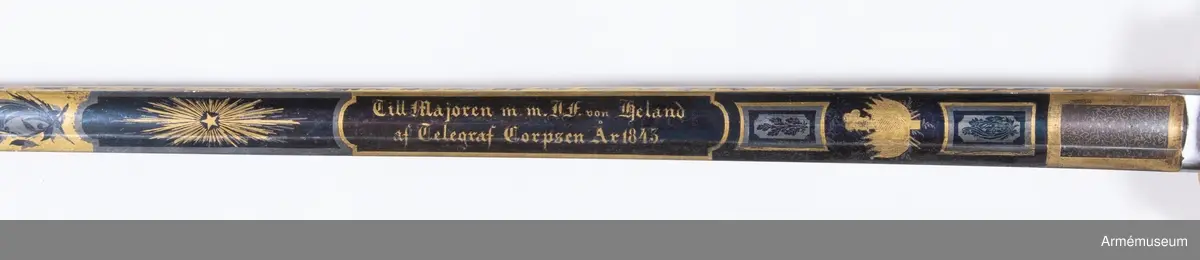 Till Majoren m. m. J. F. von Heland
af Telegraf Corpsen År 1843.
Armémuseum